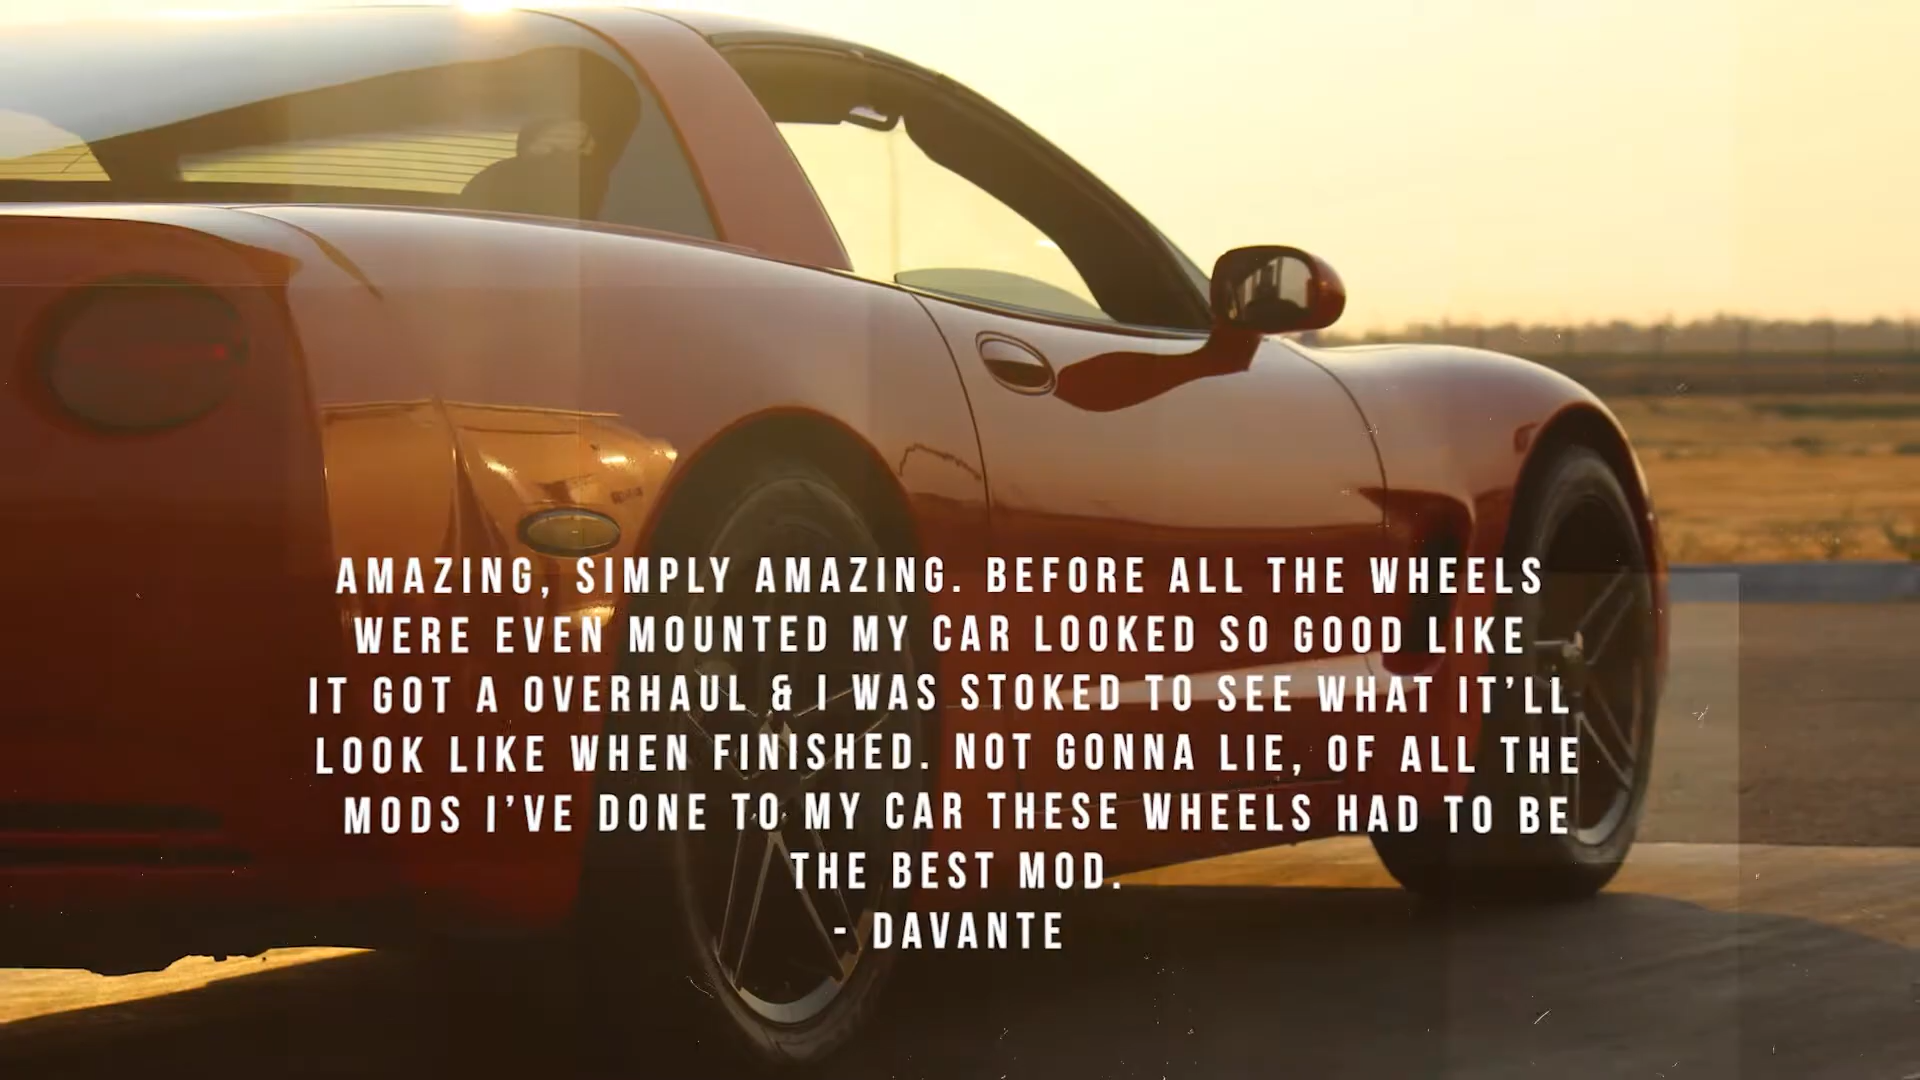 AMAZING, SIMPLY AMAZING. BEFORE ALL THE WHEELS
WERE EVEN MOUNTED MY CAR LOOKED SO GOOD LIKE
IT GOT A OVERHAUL & I WAS STOKED TO SEE WHAT IT’LL
LOOK LIKE WHEN FINISHED. NOT GONNA LIE, OF ALL THE
MODS I’VE DONE TO MY CAR THESE WHEELS HAD TO BE
THE BEST MOD.
- DAVANTE